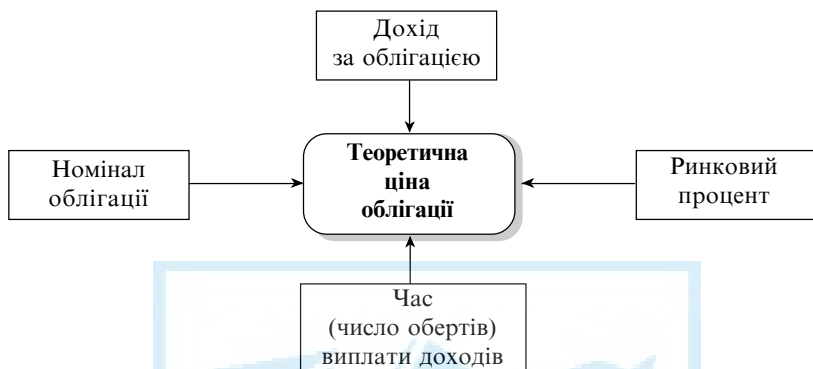 Дохід
за облігацією
Номінал
облігації
Теоретична
ціна
облігації
Ринковий
процент
Час
(число обертів)
виплати доходів